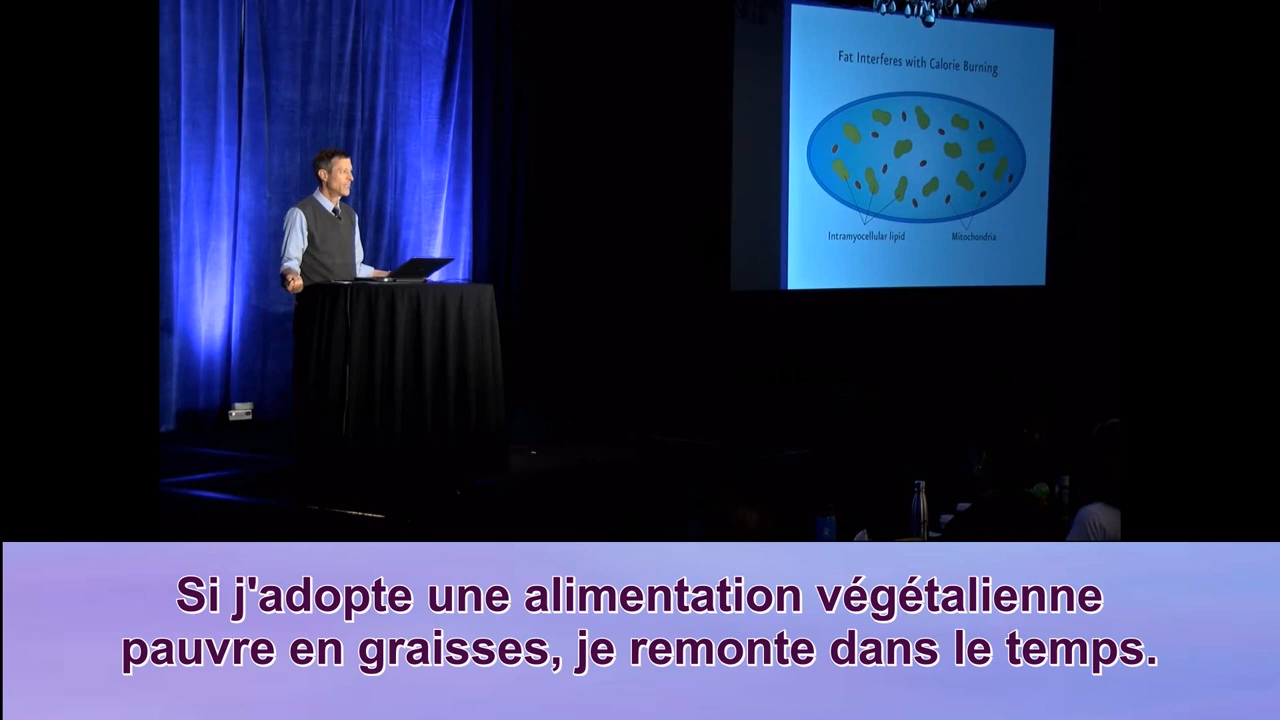 Fat Interferes with Calorie Burning
Intramyocellular lipid
Mitochondria
Si j'adopte une alimentation végétalienne
pauvre en graisses, je remonte dans le temps.